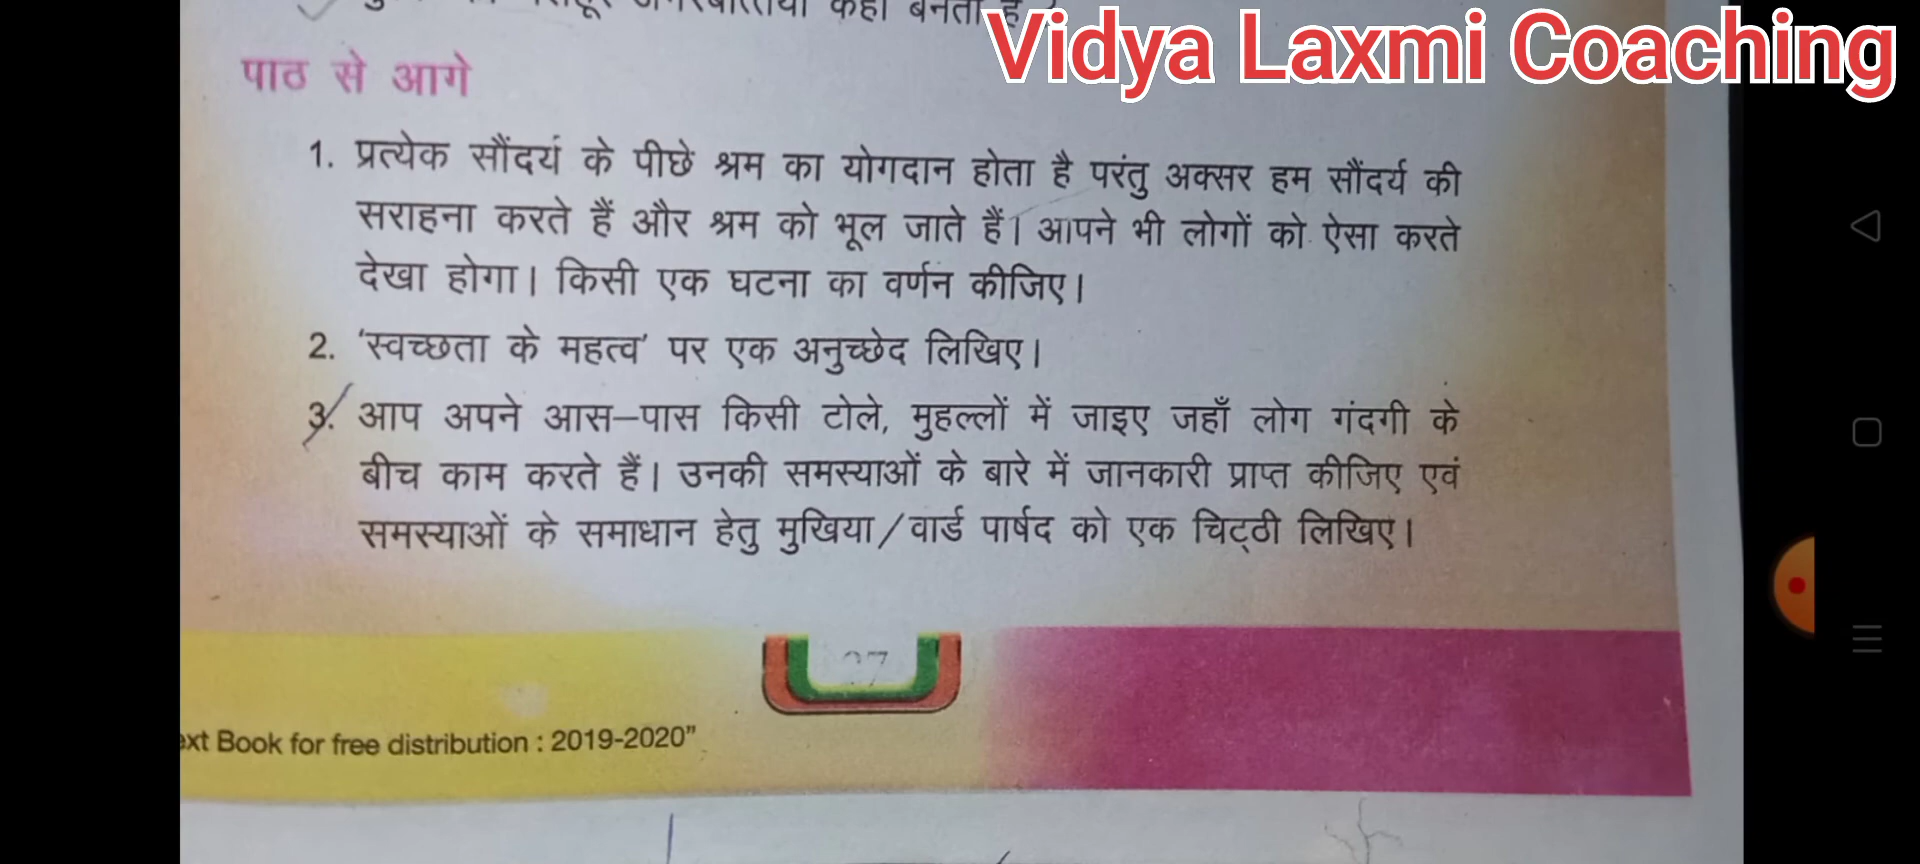 कहाँ बनती हैं
Vidya Laxmi Coaching
पाठ से आगे
1. प्रत्येक सौंदर्य के पीछे श्रम का योगदान होता है परंतु अक्सर हम सौंदर्य की
सराहना करते हैं और श्रम को भूल जाते हैं। आपने भी लोगों को ऐसा करते
देखा होगा। किसी एक घटना का वर्णन कीजिए।
2. 'स्वच्छता के महत्व' पर एक अनुच्छेद लिखिए।
3. आप अपने आस-पास किसी टोले, मुहल्लों में जाइए जहाँ लोग गंदगी के
बीच काम करते हैं। उनकी समस्याओं के बारे में जानकारी प्राप्त कीजिए एवं
समस्याओं के समाधान हेतु मुखिया/वार्ड पार्षद को एक चिट्ठी लिखिए।
Book for free distribution : 2019-2020"